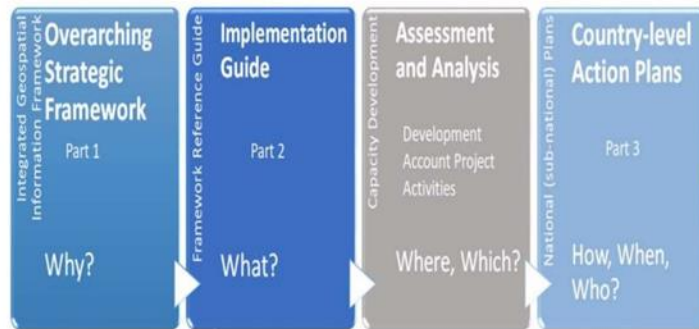 Integrated Geospatial
Information Framework
Overarching
Strategic
Framework
Part 1
Why?
Framework Reference Guide
Implementation
Guide
Part 2
What?
Capacity Development
Assessment
and Analysis
Development
Account Project
Activities
Where, Which?
National (sub-national) Plans
Country-level
Action Plans
Part 3
How, When,
Who?